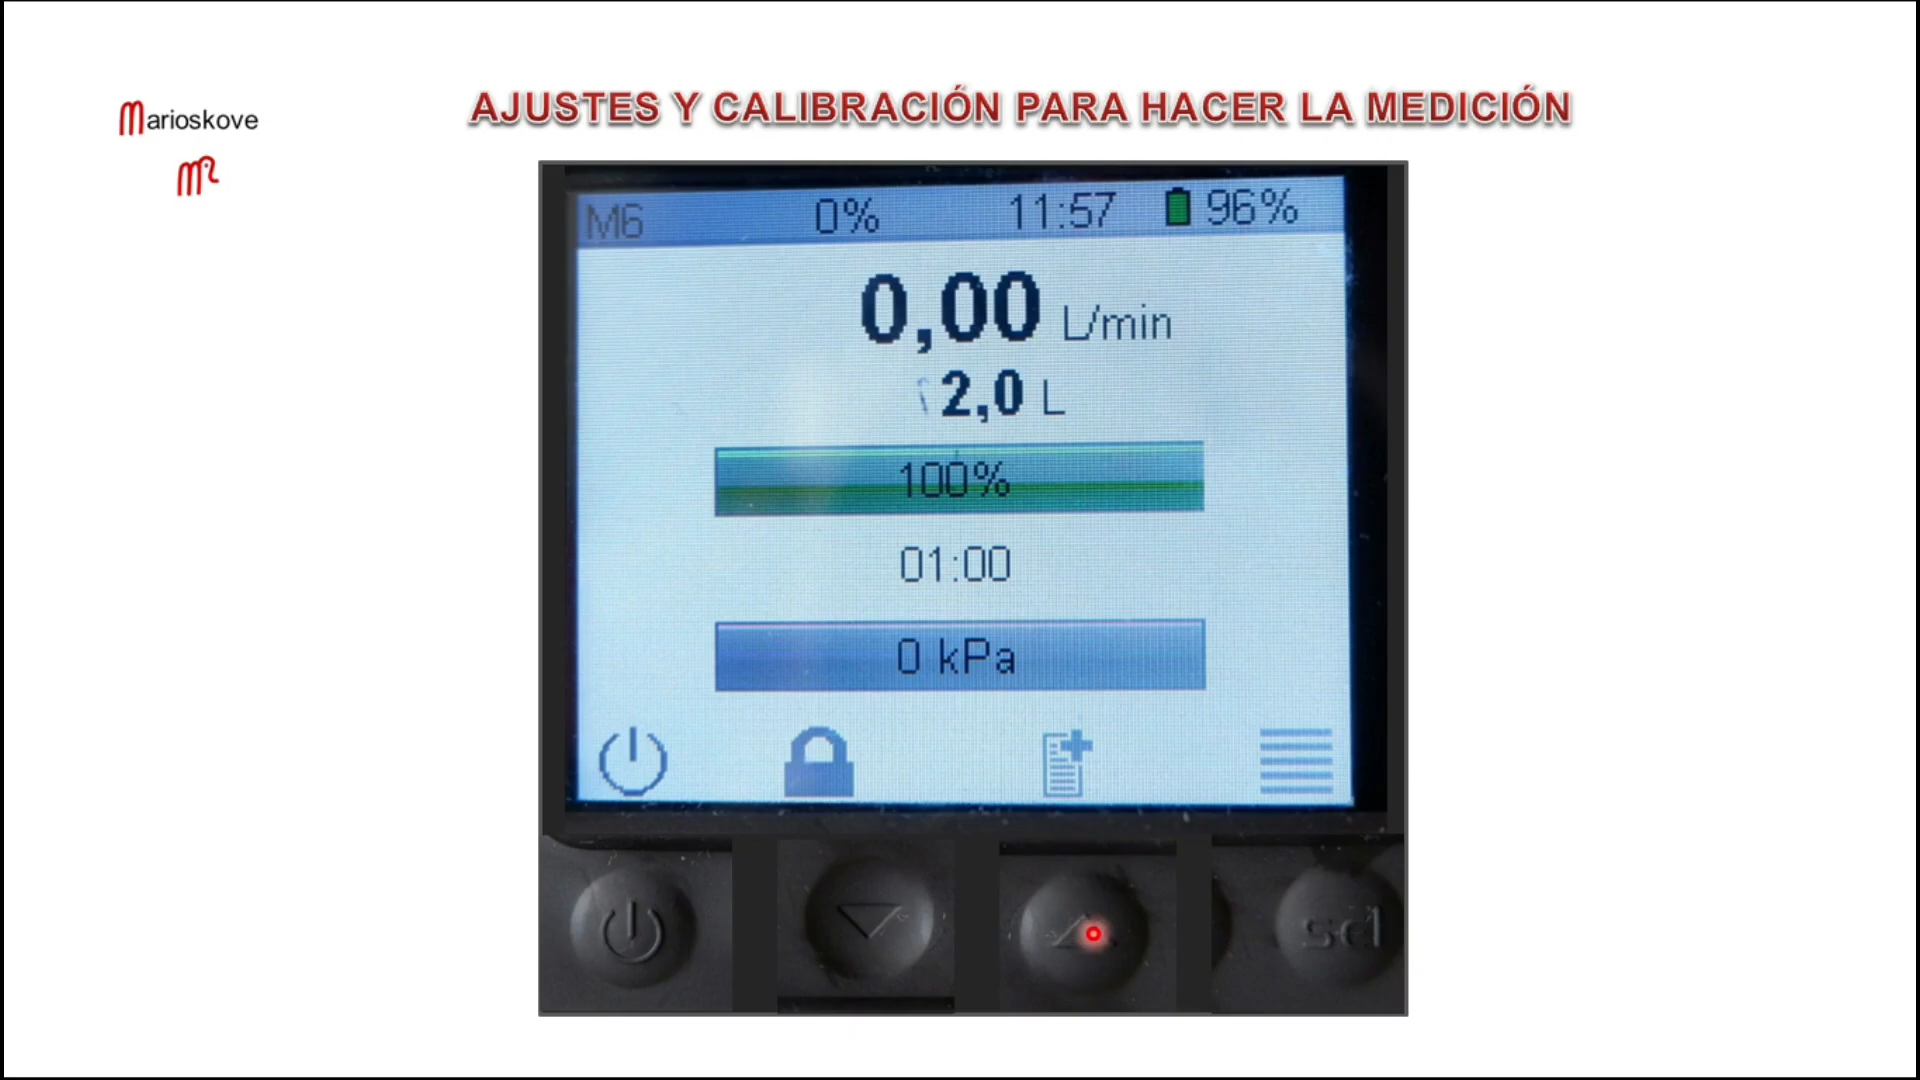 Marioskove
AJUSTES Y CALIBRACIÓN PARA HACER LA MEDICIÓN
M6 0% 11:57 96%
0,00 L/min
2,0 L
100%
01:00
0 kPa
sel